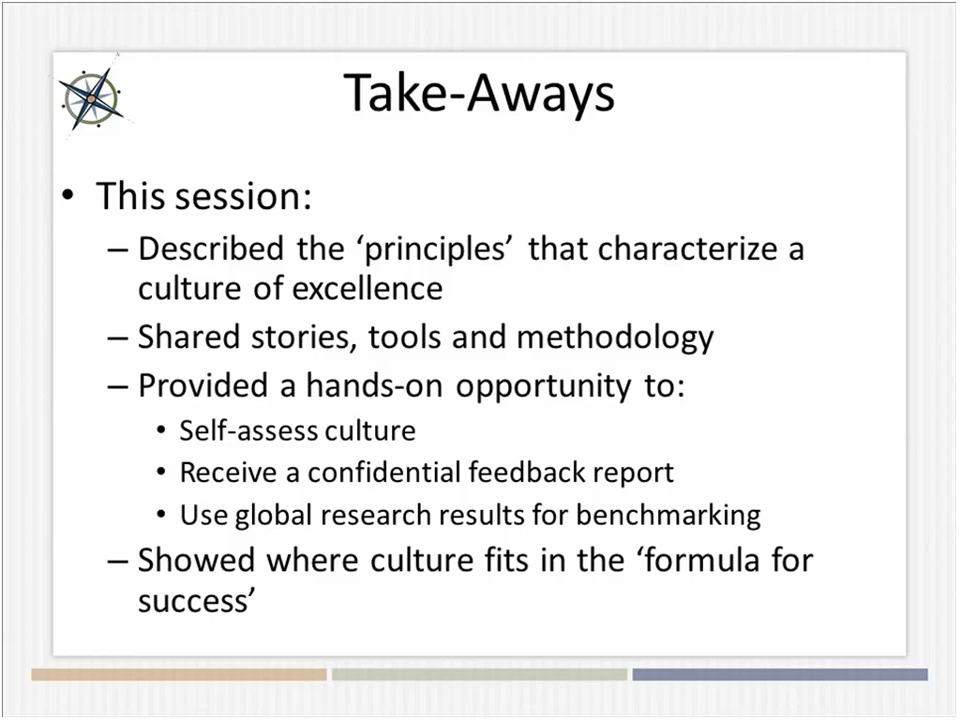 Take-Aways
• This session:
– Described the ‘principles’ that characterize a
culture of excellence
– Shared stories, tools and methodology
– Provided a hands-on opportunity to:
• Self-assess culture
• Receive a confidential feedback report
• Use global research results for benchmarking
– Showed where culture fits in the ‘formula for
success’